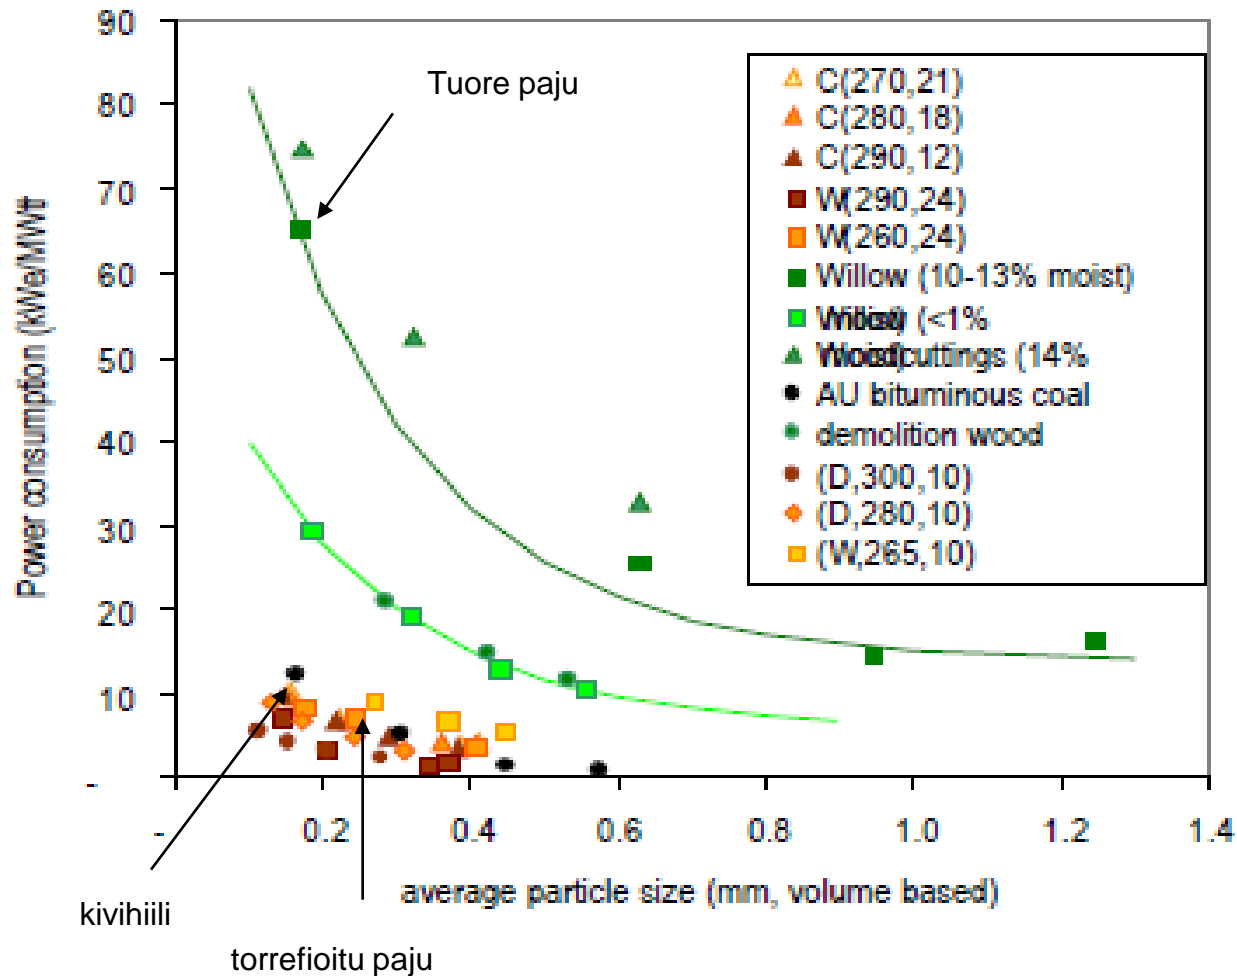 90
80
70
60
50
40
30
20
10
-
Power consumption (kWe/MWtt
Tuore paju
C(270,21)
C(280,18)
C(290,12)
W(290,24)
W(260,24)
Willow (10-13% moist)
(<1%
(14%
AU bituminous coal
demolition wood
(D,300,10)
(D,280,10)
(W,265,10)
- 0.2 0.4 0.6 0.8 1.0 1.2 1.4
average particle size (mm, volume based)
kivihiili
torrefioitu paju